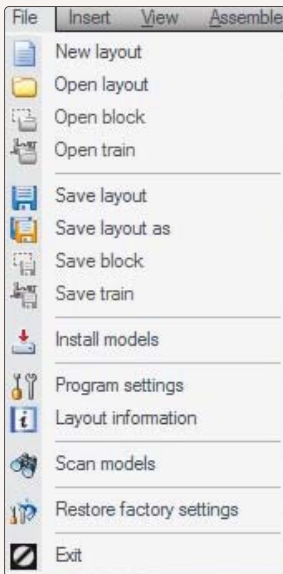 File Insert View Assemble
New layout
Open layout
Open block
Open train
Save layout
Save layout as
Save block
Save train
Install models
Program settings
Layout information
Scan models
Restore factory settings
Exit